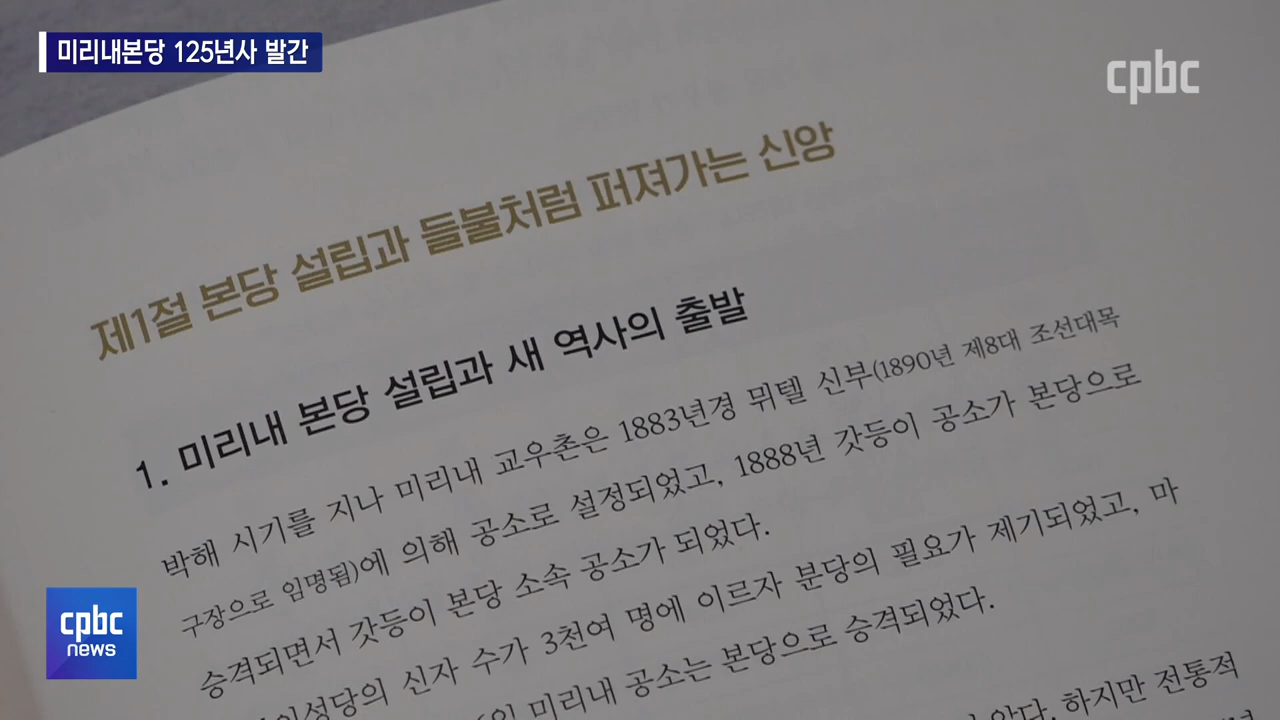 미리내본당 125년사 발간
cpbc
제1절 본당 설립과 들불처럼 퍼져가는 신앙
1. 미리내 본당 설립과 새 역사의 출발
박해 시기를 지나 미리내 교우촌은 1883년경 뮈텔 신부(1890년 제8대 조선대목
구장으로 임명됨)에 의해 공소로 설정되었고, 1888년 갓등이 공소가 본당으로
승격되면서 갓등이 본당 소속 공소가 되었다.
신자 수가 3천여 명에 이르자 분당의 필요가 제기되었고, 마
미리내 공소는 본당으로 승격되었다.
하지만 전통적
cpbc
news